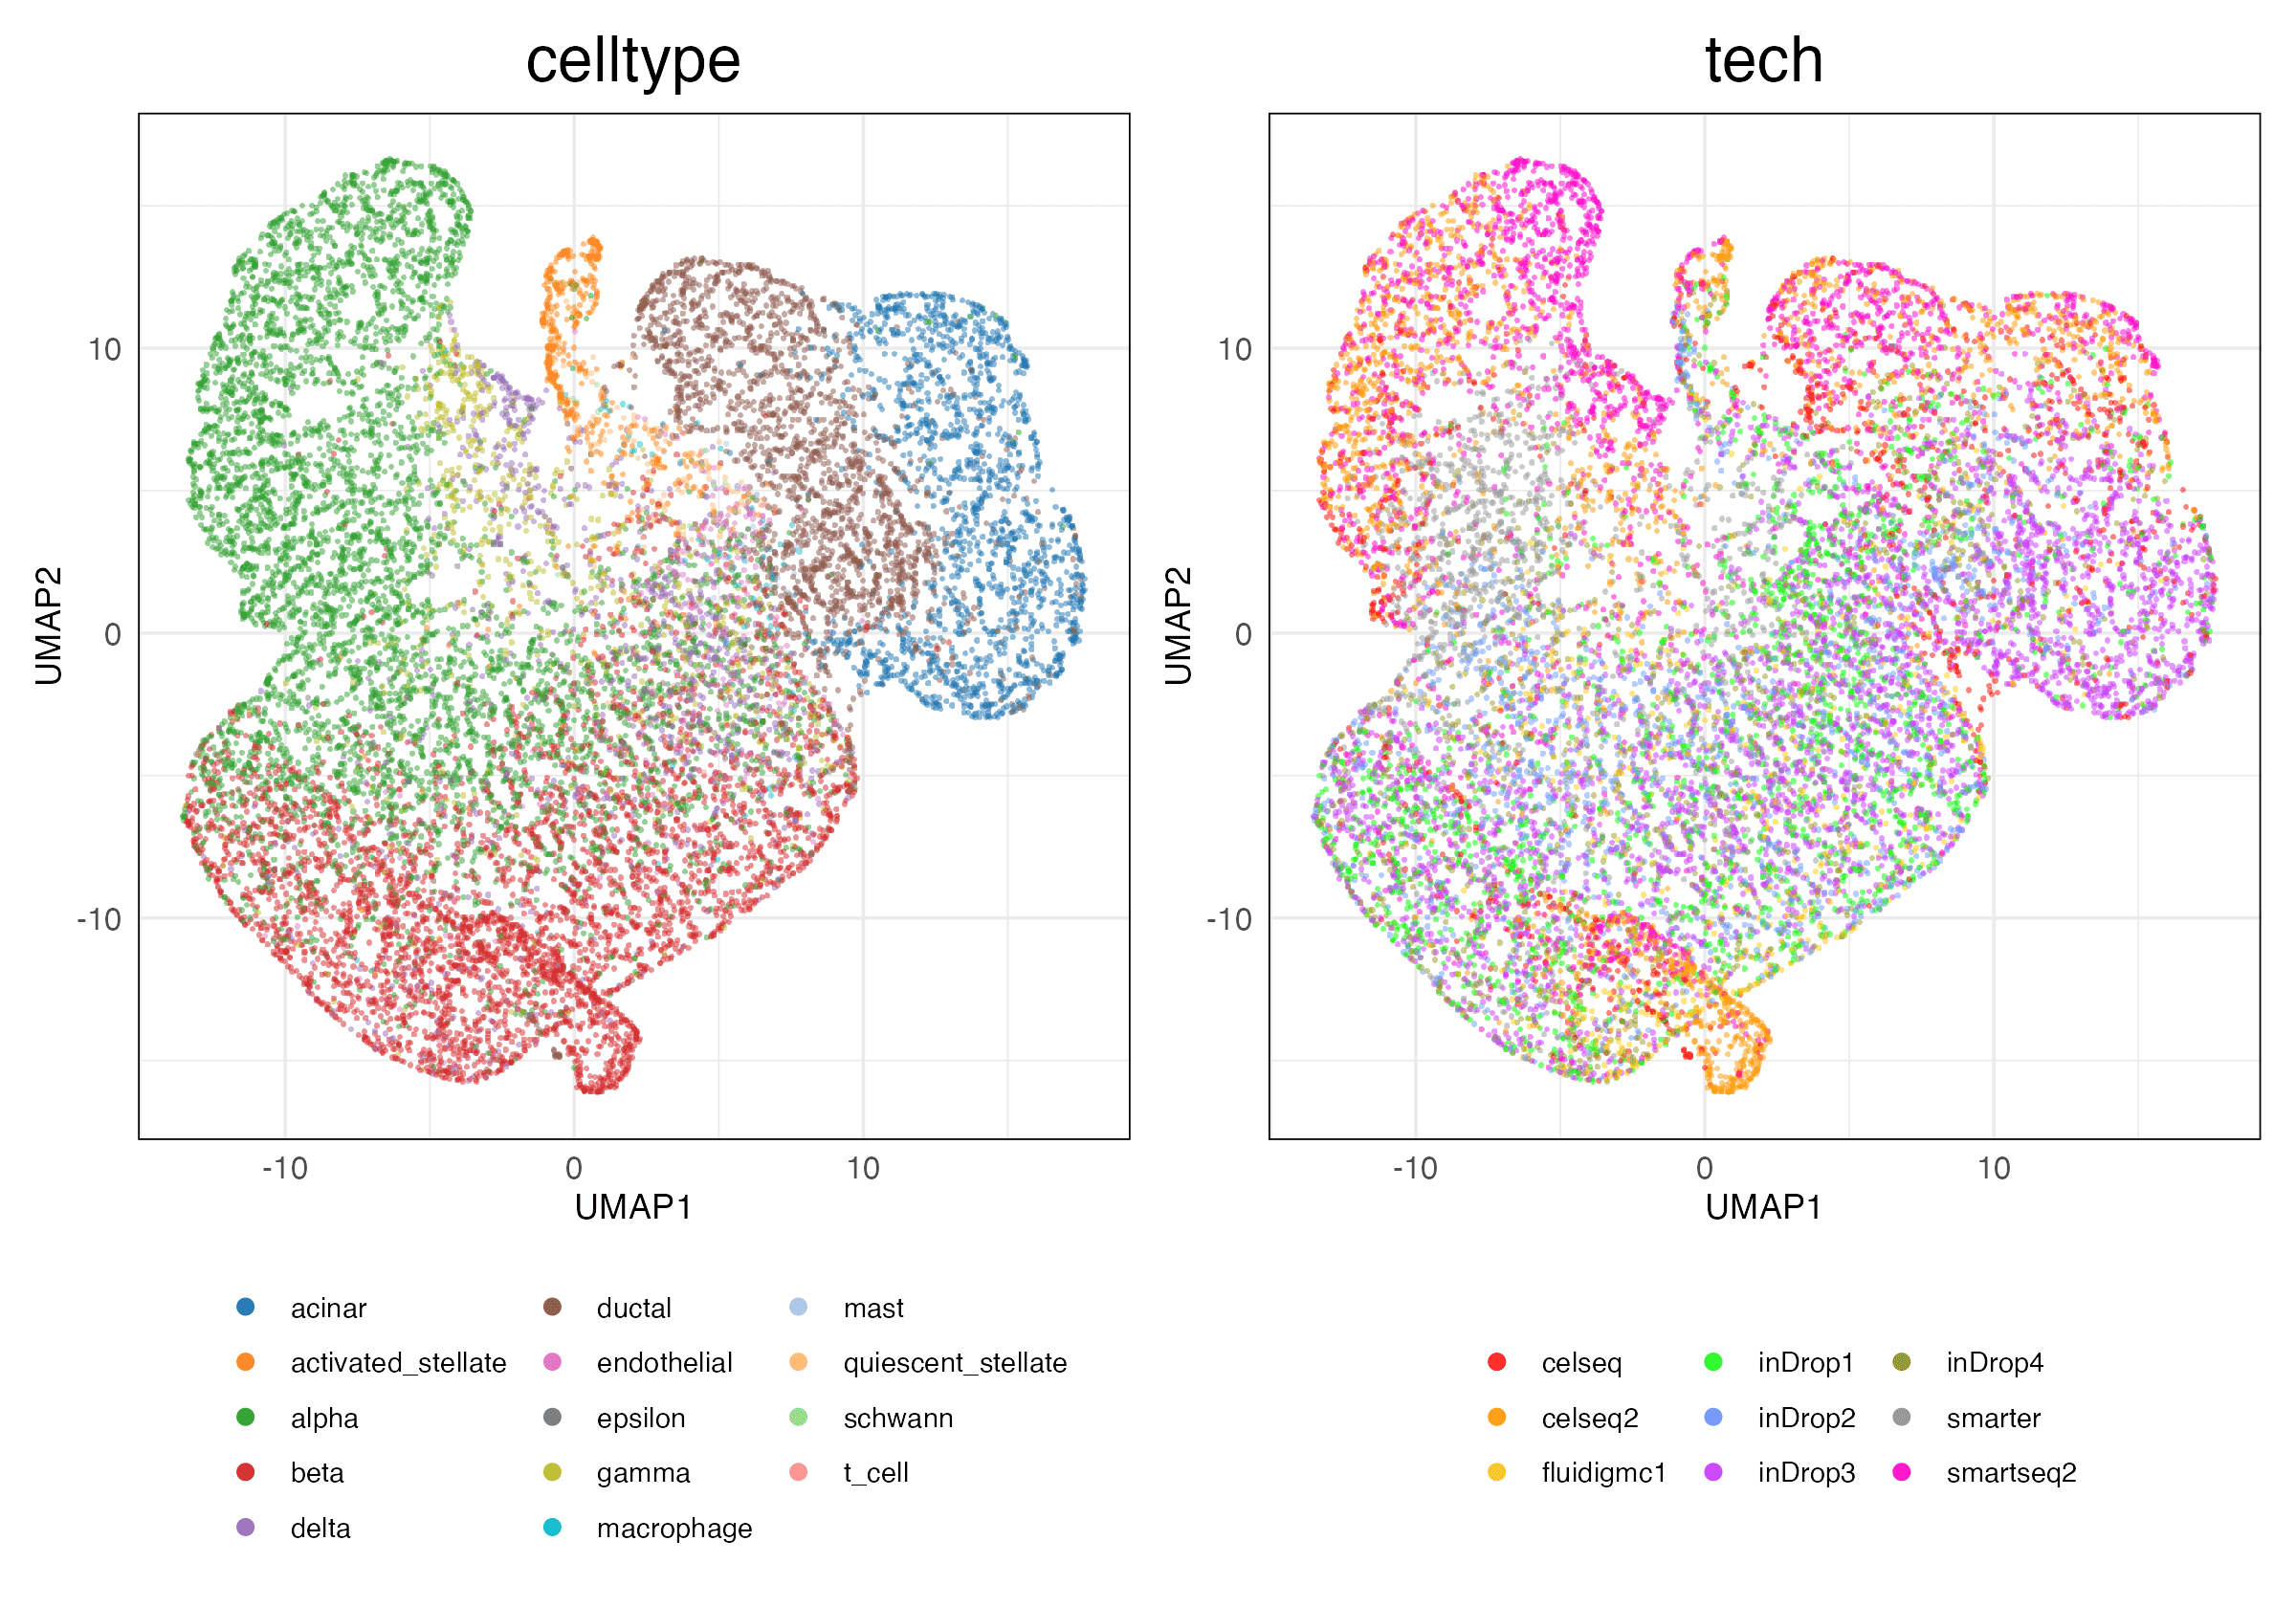 celltype
tech
UMAP2
10
0
-10
-10
0
10
UMAP1
UMAP2
10
0
-10
-10
0
10
UMAP1
acinar
activated_stellate
alpha
beta
delta
ductal
endothelial
epsilon
gamma
macrophage
mast
quiescent_stellate
schwann
t_cell
celseq
celseq2
fluidigmc1
inDrop1
inDrop2
inDrop3
inDrop4
smarter
smartseq2